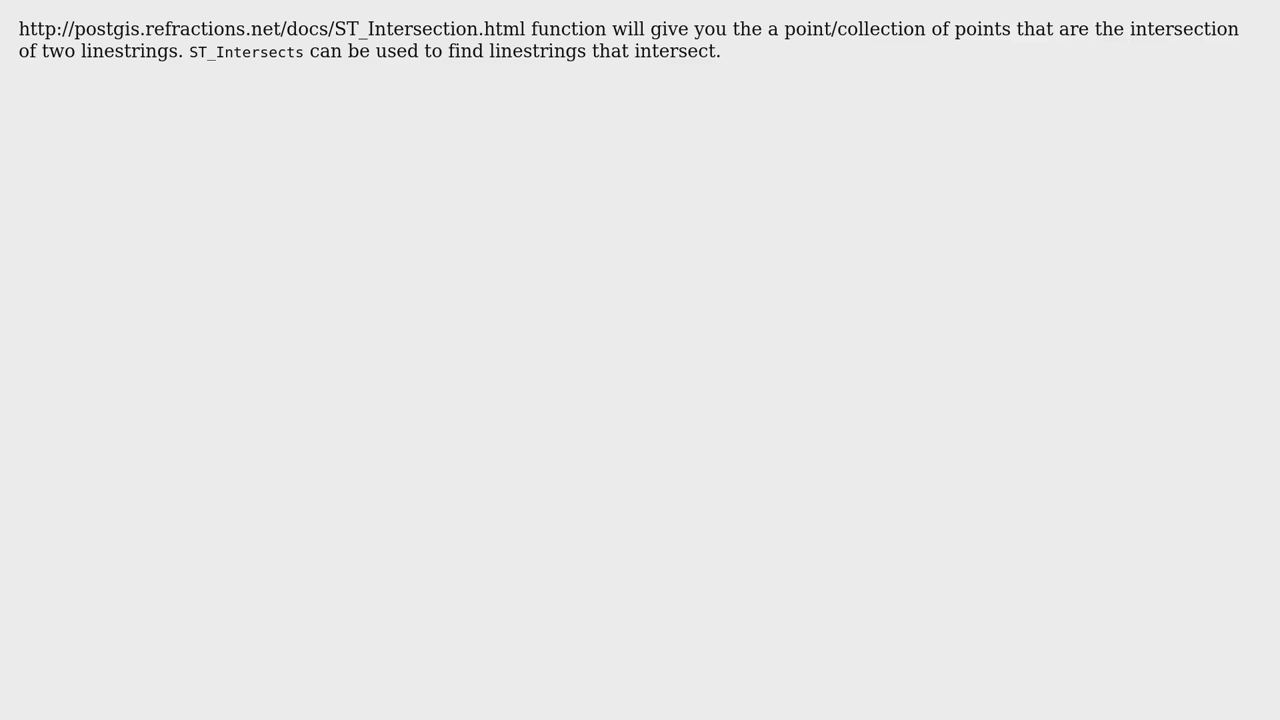 http://postgis.refractions.net/docs/ST_Intersection.html function will give you the a point/collection of points that are the intersection
of two linestrings. ST_Intersects can be used to find linestrings that intersect.